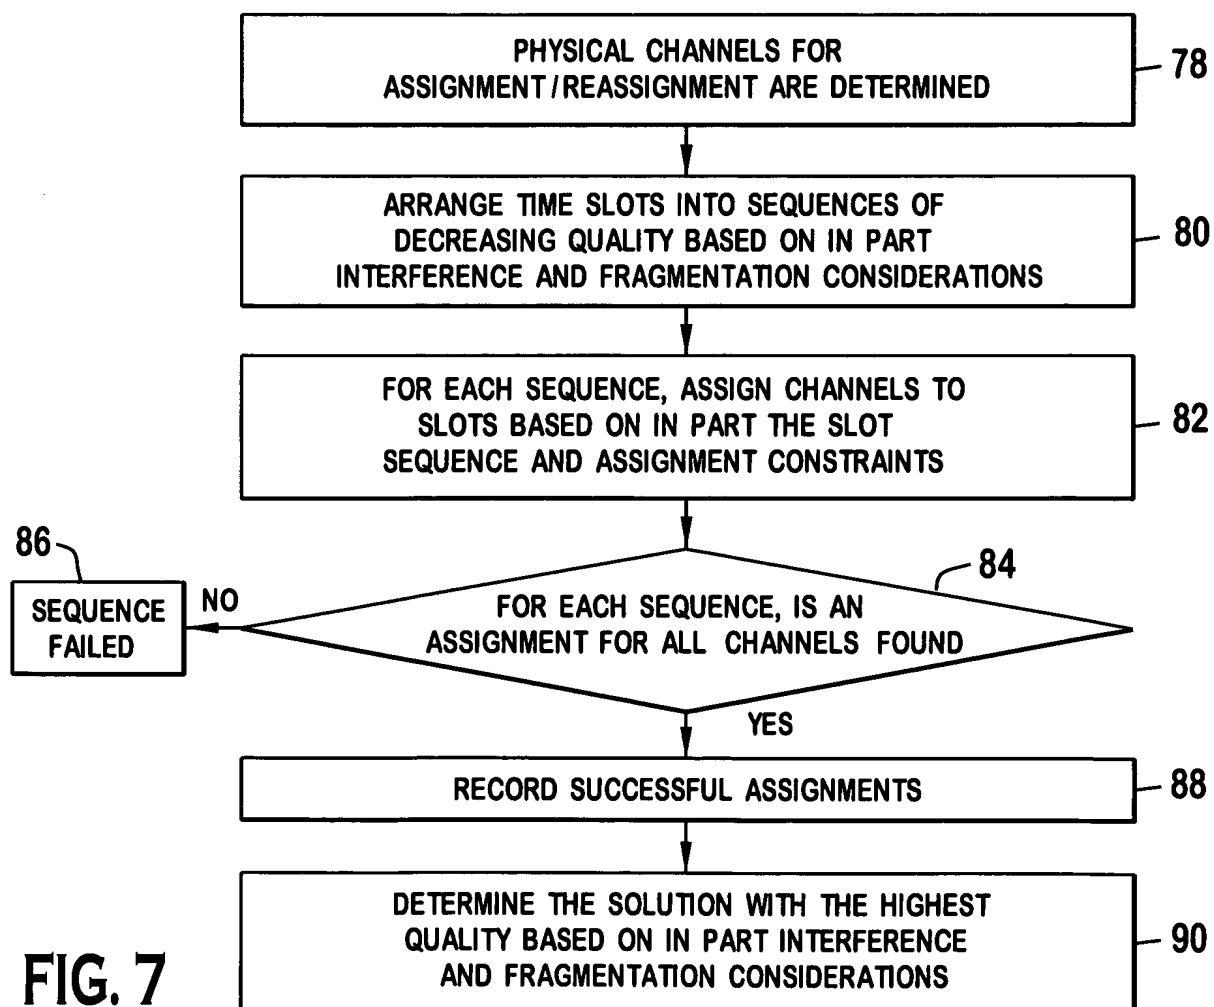 PHYSICAL CHANNELS FOR
ASSIGNMENT/REASSIGNMENT ARE DETERMINED
78
ARRANGE TIME SLOTS INTO SEQUENCES OF
DECREASING QUALITY BASED ON IN PART
INTERFERENCE AND FRAGMENTATION CONSIDERATIONS
80
FOR EACH SEQUENCE, ASSIGN CHANNELS TO
SLOTS BASED ON IN PART THE SLOT
SEQUENCE AND ASSIGNMENT CONSTRAINTS
82
84
FOR EACH SEQUENCE, IS AN
ASSIGNMENT FOR ALL CHANNELS FOUND
NO
86
SEQUENCE
FAILED
YES
RECORD SUCCESSFUL ASSIGNMENTS
88
DETERMINE THE SOLUTION WITH THE HIGHEST
QUALITY BASED ON IN PART INTERFERENCE
AND FRAGMENTATION CONSIDERATIONS
90
FIG. 7